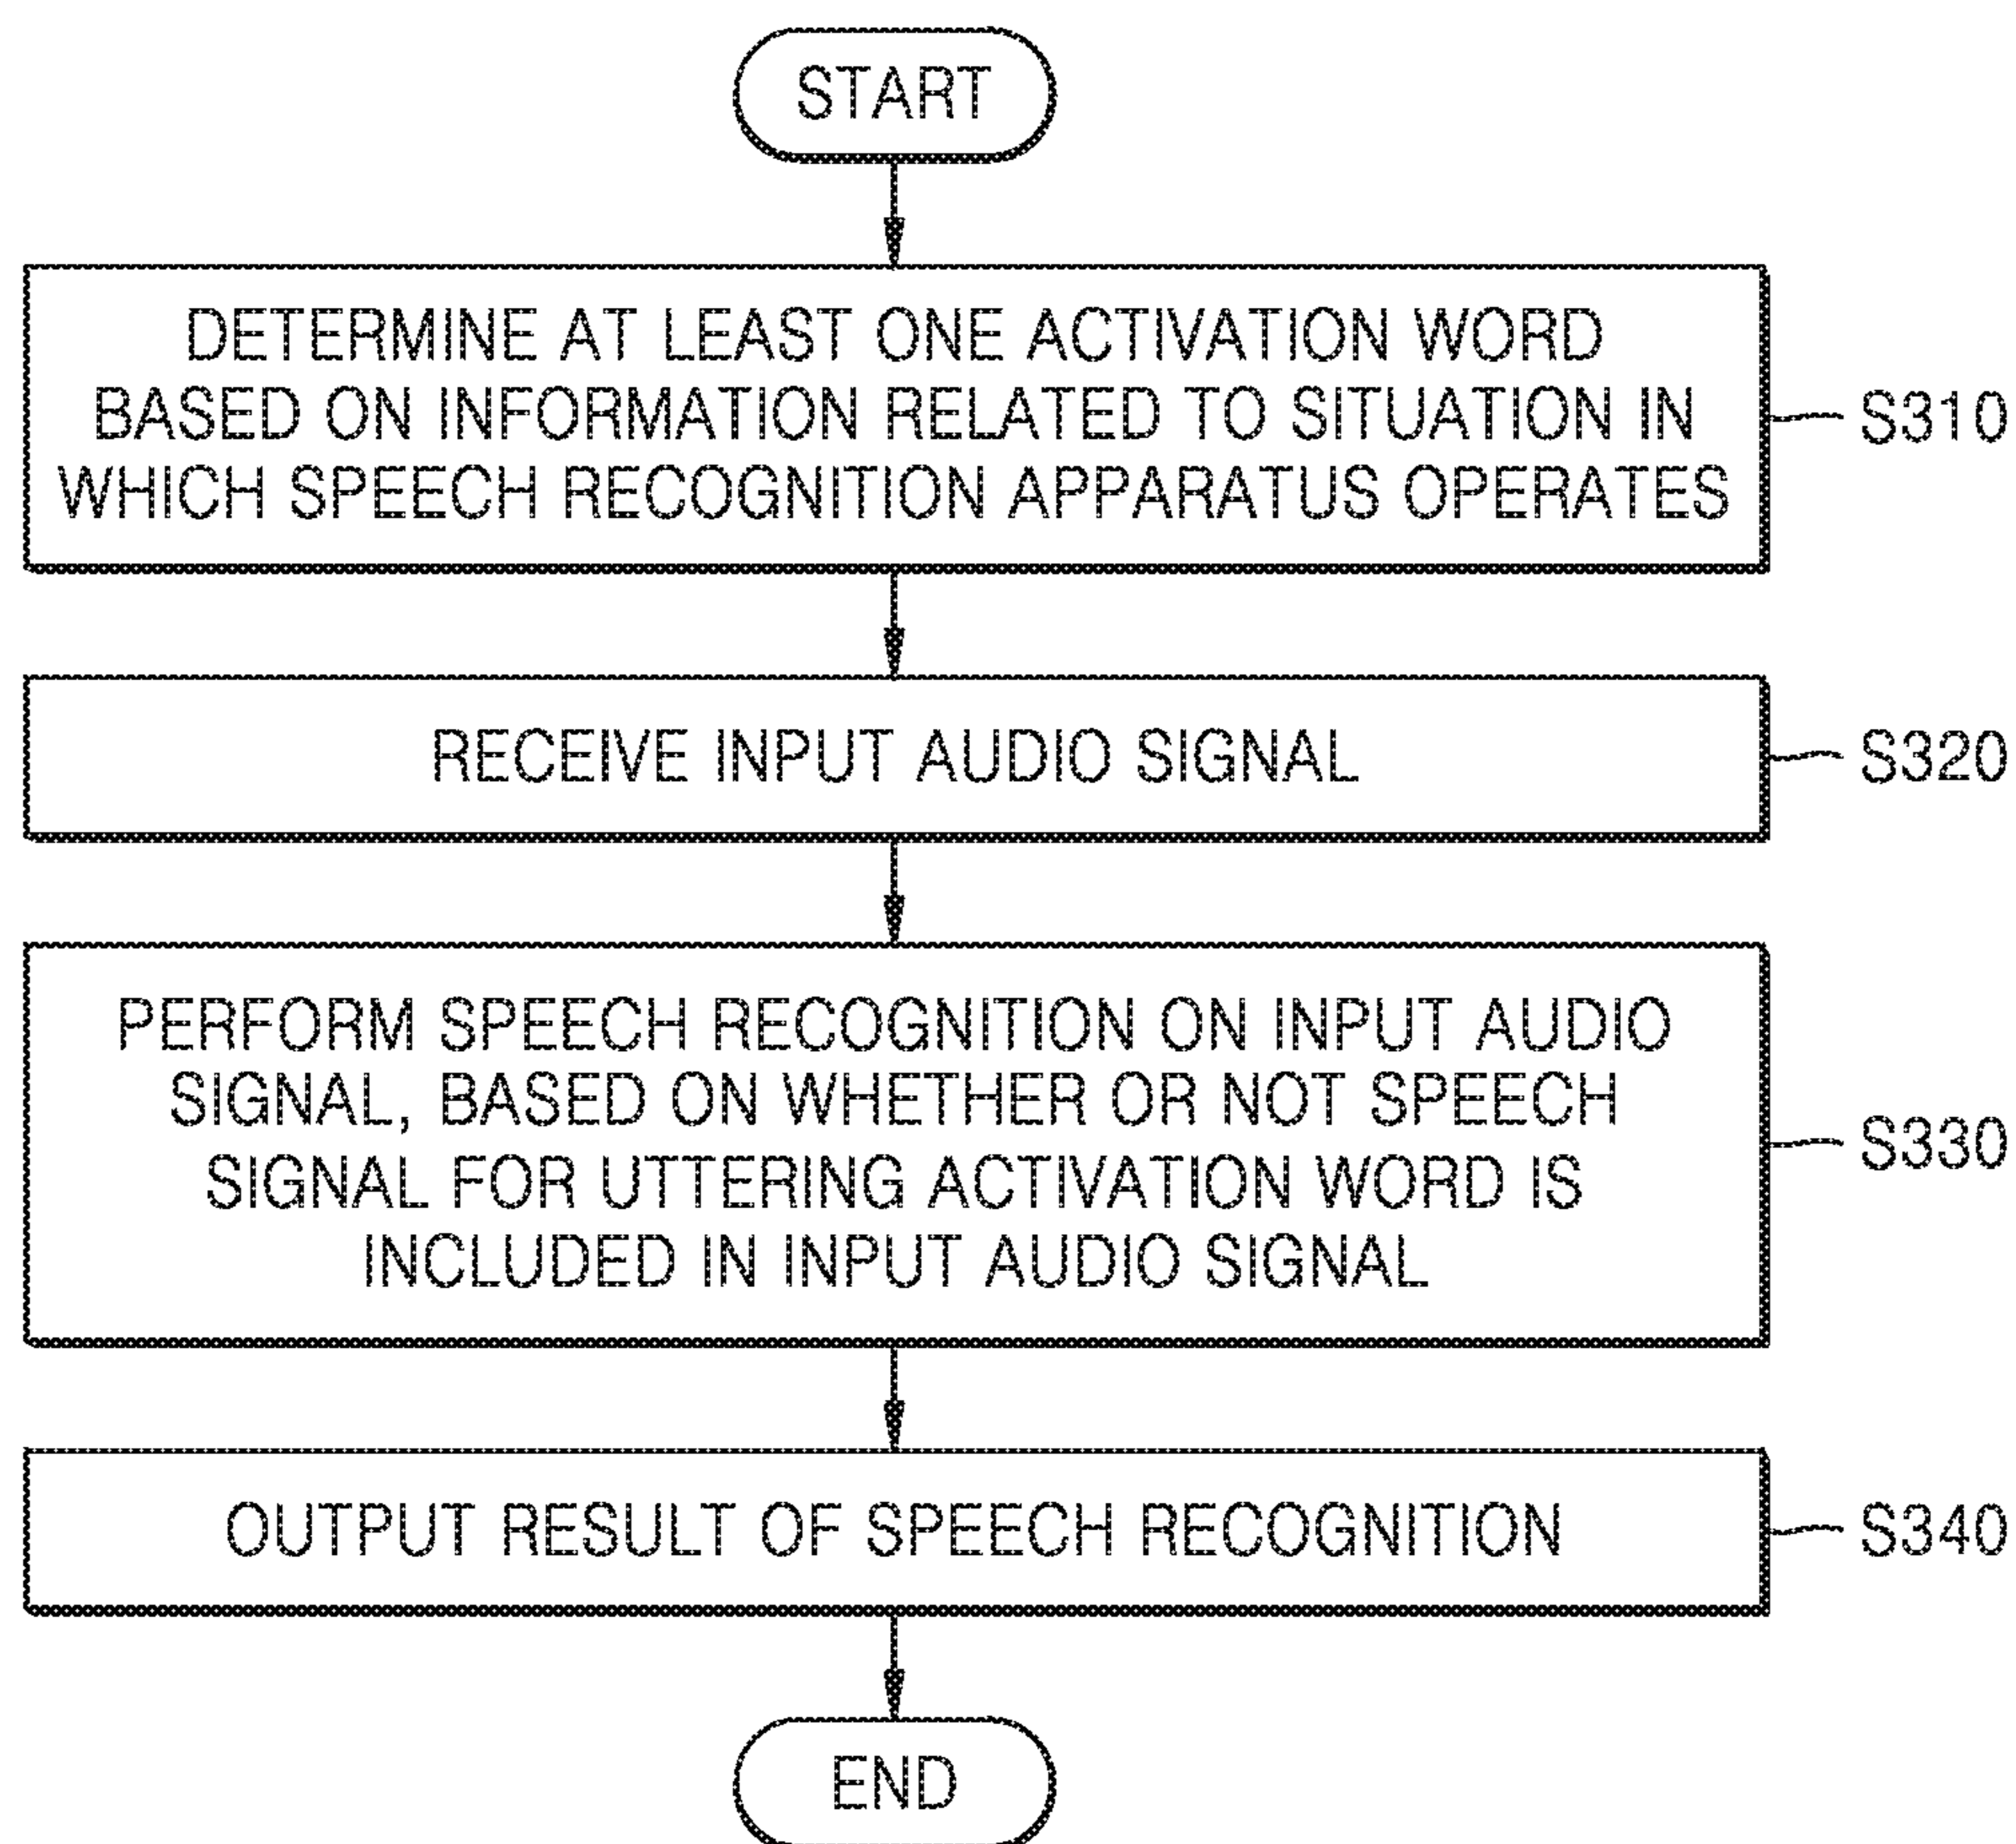 START
DETERMINE AT LEAST ONE ACTIVATION WORD
BASED ON INFORMATION RELATED TO SITUATION IN
WHICH SPEECH RECOGNITION APPARATUS OPERATES
S310
RECEIVE INPUT AUDIO SIGNAL
S320
PERFORM SPEECH RECOGNITION ON INPUT AUDIO
SIGNAL, BASED ON WHETHER OR NOT SPEECH
SIGNAL FOR UTTERING ACTIVATION WORD IS
INCLUDED IN INPUT AUDIO SIGNAL
S330
OUTPUT RESULT OF SPEECH RECOGNITION
S340
END